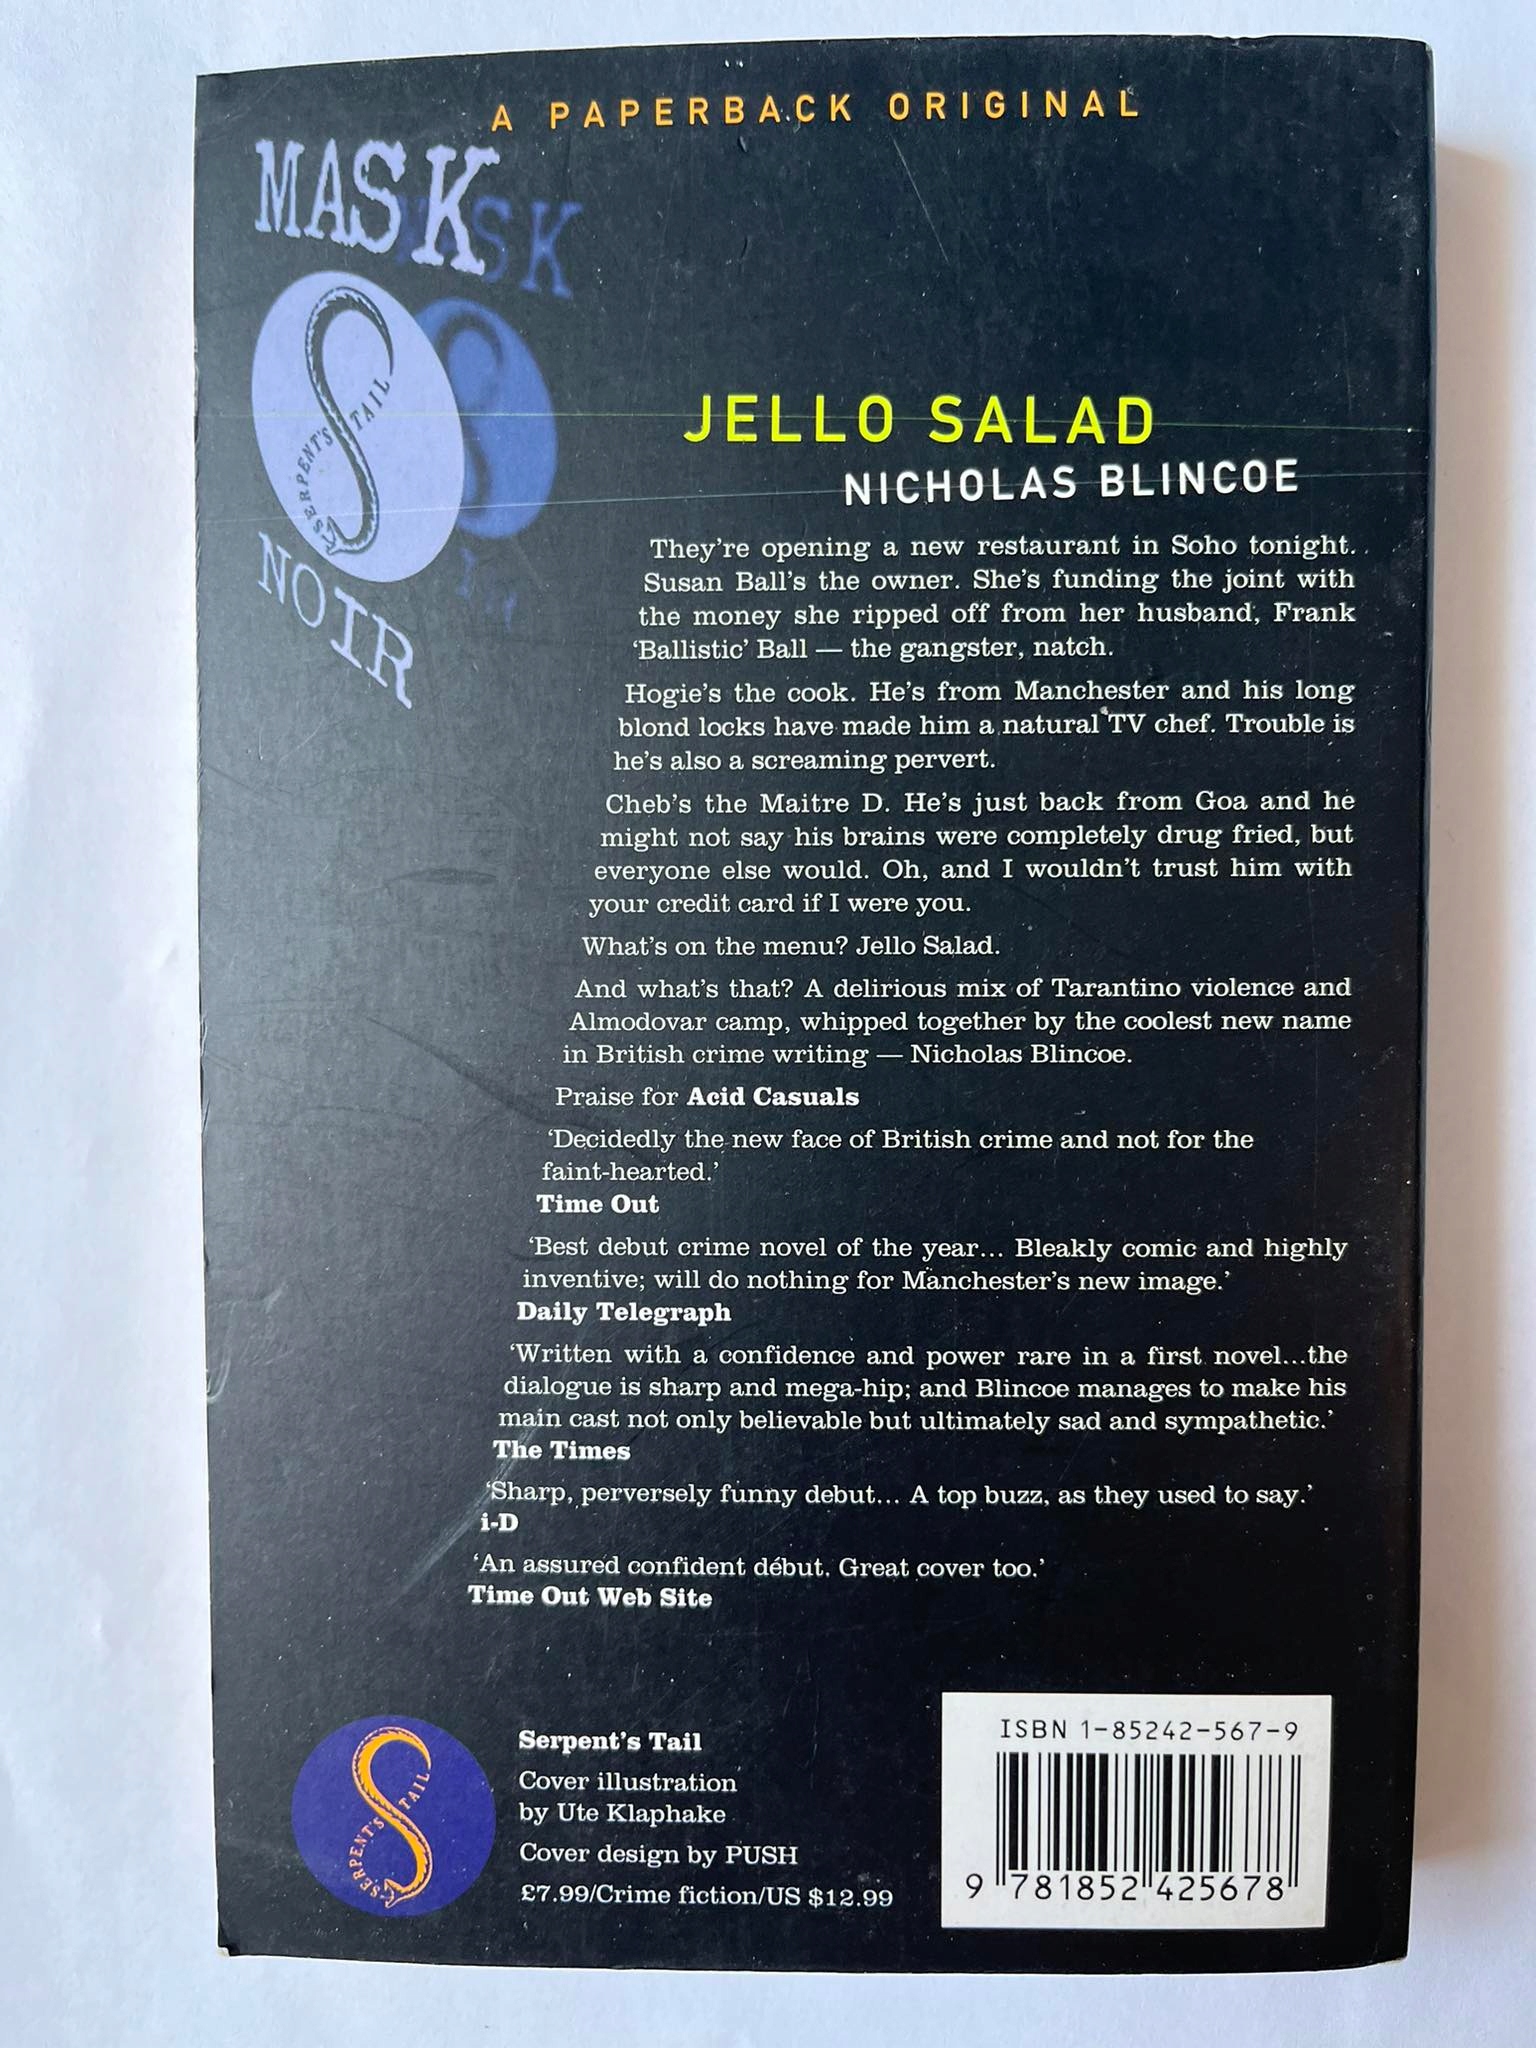 A PAPERBACK ORIGINAL
MASK
SERPENT'S TAIL
NOIR
JELLO SALAD
NICHOLAS BLINCOE
They're opening a new restaurant in Soho tonight.
Susan Ball's the owner. She's funding the joint with
the money she ripped off from her husband, Frank
'Ballistic' Ball — the gangster, natch.
Hogie's the cook. He's from Manchester and his long
blond locks have made him a natural TV chef. Trouble is
he's also a screaming pervert.
Cheb's the Maitre D. He's just back from Goa and he
might not say his brains were completely drug fried, but
everyone else would. Oh, and I wouldn't trust him with
your credit card if I were you.
What's on the menu? Jello Salad.
And what's that? A delirious mix of Tarantino violence and
Almodovar camp, whipped together by the coolest new name
in British crime writing — Nicholas Blincoe.
Praise for Acid Casuals
'Decidedly the new face of British crime and not for the
faint-hearted.'
Time Out
'Best debut crime novel of the year... Bleakly comic and highly
inventive; will do nothing for Manchester's new image.'
Daily Telegraph
'Written with a confidence and power rare in a first novel...the
dialogue is sharp and mega-hip; and Blincoe manages to make his
main cast not only believable but ultimately sad and sympathetic.'
The Times
'Sharp, perversely funny debut... A top buzz, as they used to say.'
i-D
'An assured confident début. Great cover too.'
Time Out Web Site
SERPENT'S TAIL
Serpent's Tail
Cover illustration
by Ute Klaphake
Cover design by PUSH
£7.99/Crime fiction/US $12.99
ISBN 1-85242-567-9
9 781852 425678